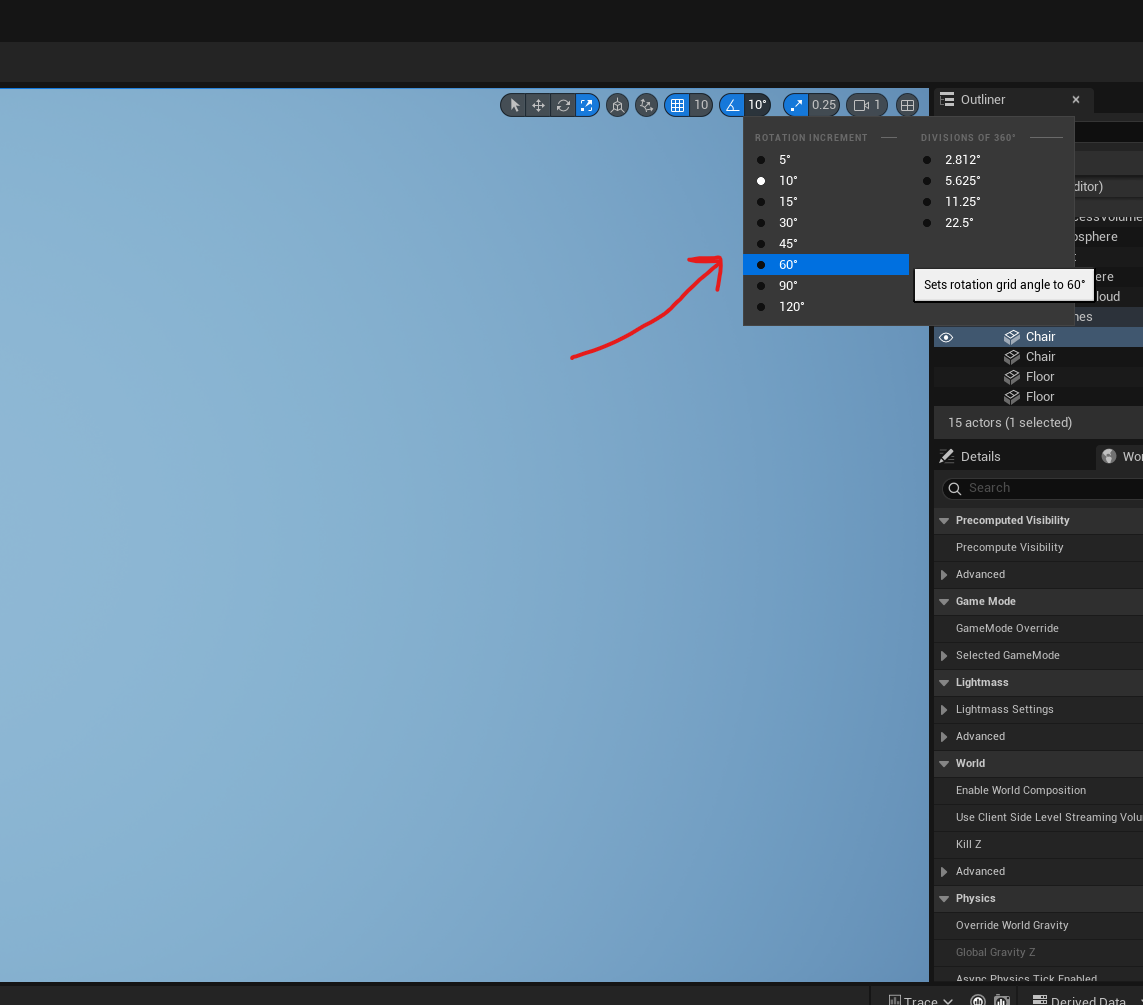 10 10° 0.25 1
Outliner
ROTATION INCREMENT
5°
10°
15°
30°
45°
60°
90°
120°
DIVISIONS OF 360°
2.812°
5.625°
11.25°
22.5°
Sets rotation grid angle to 60°
ditor)
cessVolume
osphere
ere
loud
nes
Chair
Chair
Floor
Floor
15 actors (1 selected)
Details
Wor
Search
Precomputed Visibility
Precompute Visibility
Advanced
Game Mode
GameMode Override
Selected GameMode
Lightmass
Lightmass Settings
Advanced
World
Enable World Composition
Use Client Side Level Streaming Volu
Kill Z
Advanced
Physics
Override World Gravity
Global Gravity Z
Async Physics Tick Enabled
Trace
Derived Data